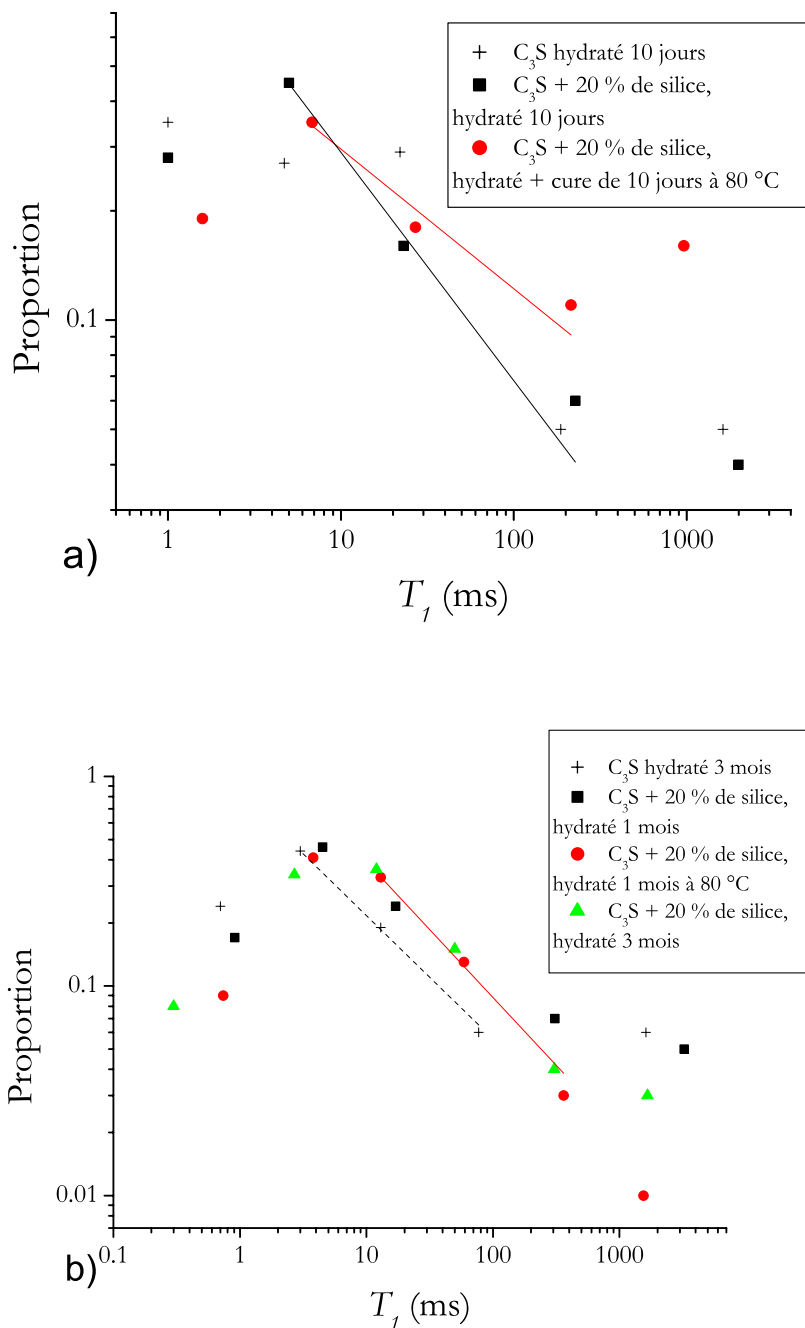 C3S hydraté 10 jours
C3S + 20 % de silice,
hydraté 10 jours
C3S + 20 % de silice,
hydraté + cure de 10 jours à 80 °C
Proportion
0.1
1
10
100
1000
a)
T1 (ms)
C3S hydraté 3 mois
C3S + 20 % de silice,
hydraté 1 mois
C3S + 20 % de silice,
hydraté 1 mois à 80 °C
C3S + 20 % de silice,
hydraté 3 mois
Proportion
1
0.1
0.01
0.1
1
10
100
1000
b)
T1 (ms)